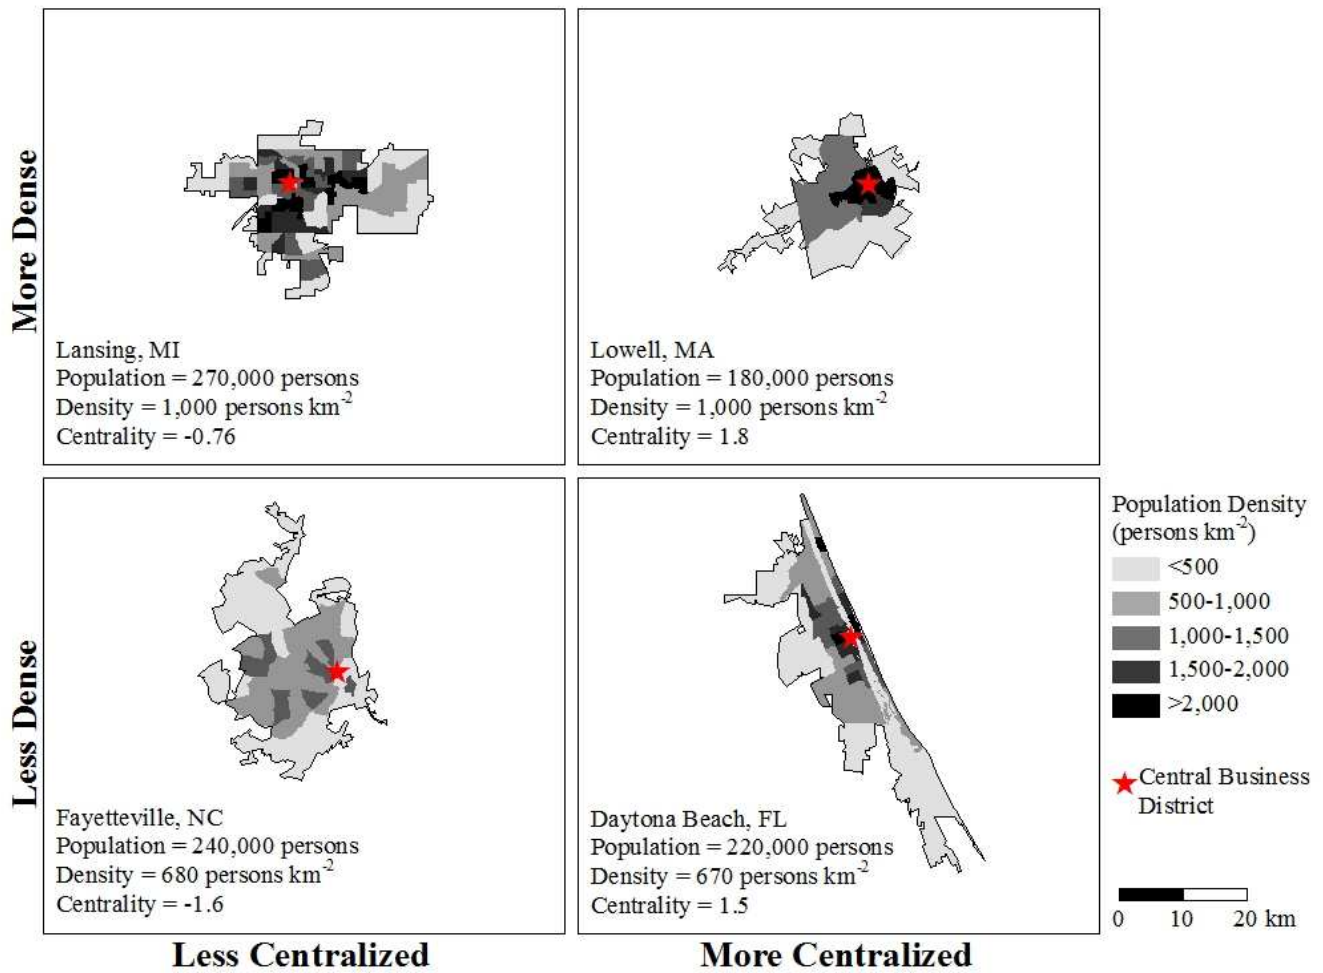 More Dense
Lansing, MI
Population = 270,000 persons
Density = 1,000 persons km-2
Centrality = -0.76
Lowell, MA
Population = 180,000 persons
Density = 1,000 persons km-2
Centrality = 1.8
Less Dense
Fayetteville, NC
Population = 240,000 persons
Density = 680 persons km-2
Centrality = -1.6
Daytona Beach, FL
Population = 220,000 persons
Density = 670 persons km-2
Centrality = 1.5
Population Density
(persons km-2)
<500
500-1,000
1,000-1,500
1,500-2,000
>2,000
Central Business
District
0 10 20 km
Less Centralized
More Centralized